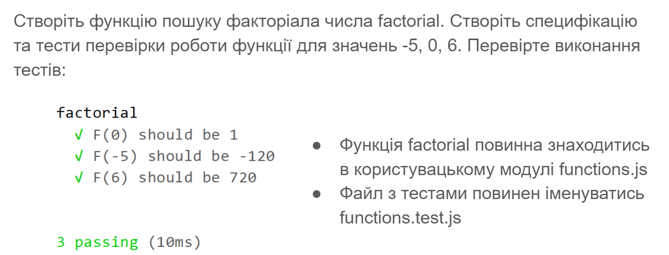 Створіть функцію пошуку факторіала числа factorial. Створіть специфікацію
та тести перевірки роботи функції для значень -5, 0, 6. Перевірте виконання
тестів:
factorial
√ F(0) should be 1
√ F(-5) should be -120
√ F(6) should be 720
3 passing (10ms)
● Функція factorial повинна знаходитись
в користувацькому модулі functions.js
● Файл з тестами повинен іменуватись
functions.test.js